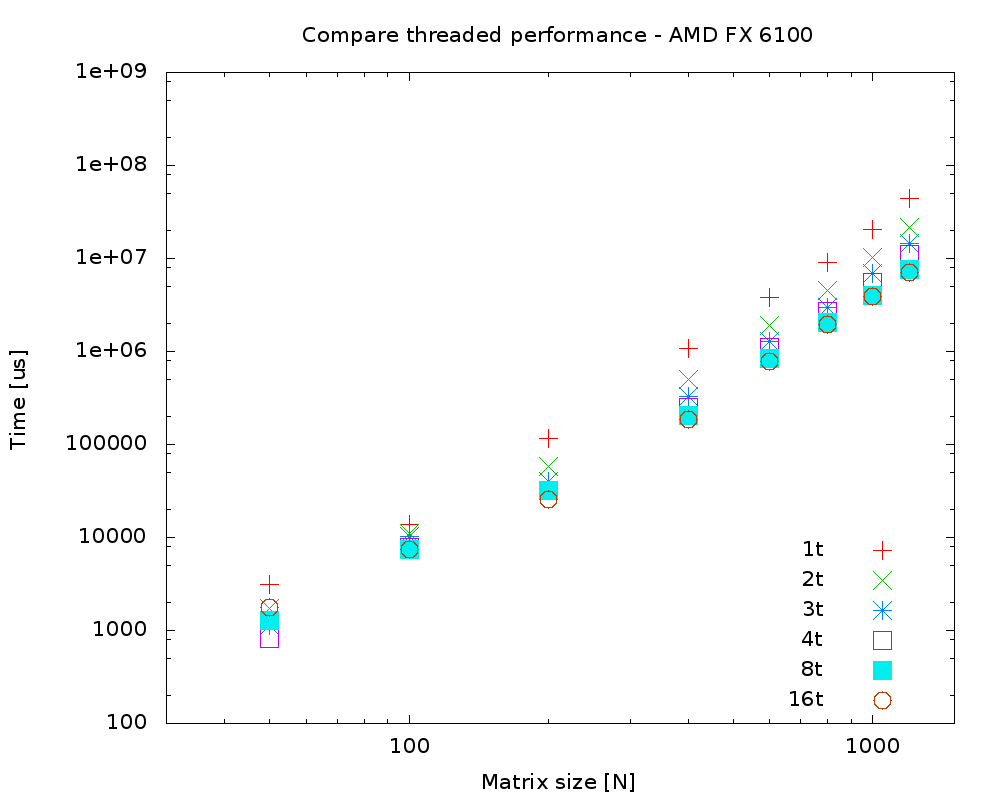 Compare threaded performance - AMD FX 6100
1e+09
1e+08
1e+07
1e+06
100000
10000
1000
100
Time [us]
1t
2t
3t
4t
8t
16t
100
1000
Matrix size [N]